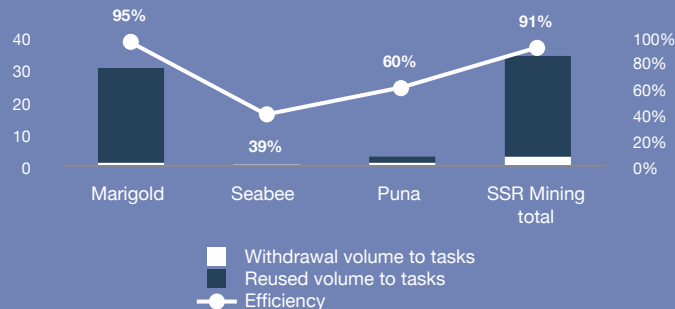 95%
91%
40
100%
30
60%
80%
20
60%
39%
40%
10
20%
0
0%
Marigold
Seabee
Puna
SSR Mining
total
Withdrawal volume to tasks
Reused volume to tasks
Efficiency